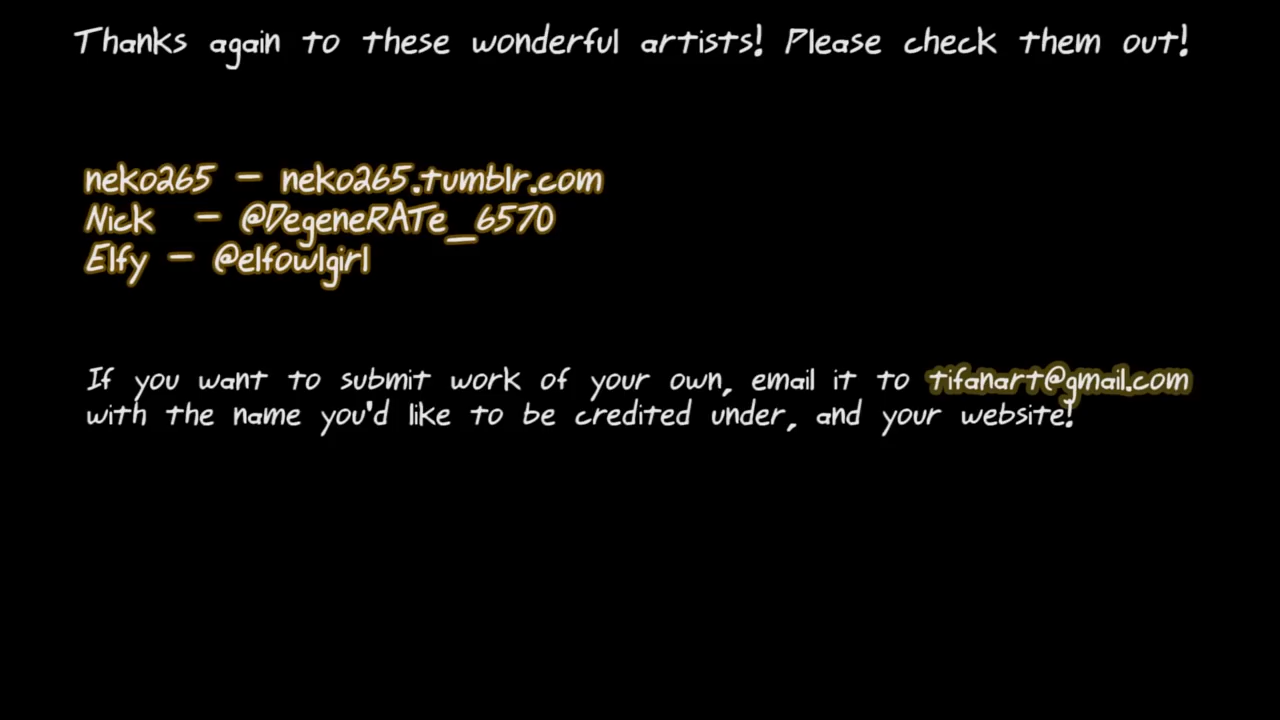 Thanks again to these wonderful artists! Please check them out!
neko265 – neko265.tumblr.com
Nick – @DegeneRATe_6570
Elfy – @elfowlgirl
If you want to submit work of your own, email it to tifanart@gmail.com
with the name you'd like to be credited under, and your website!